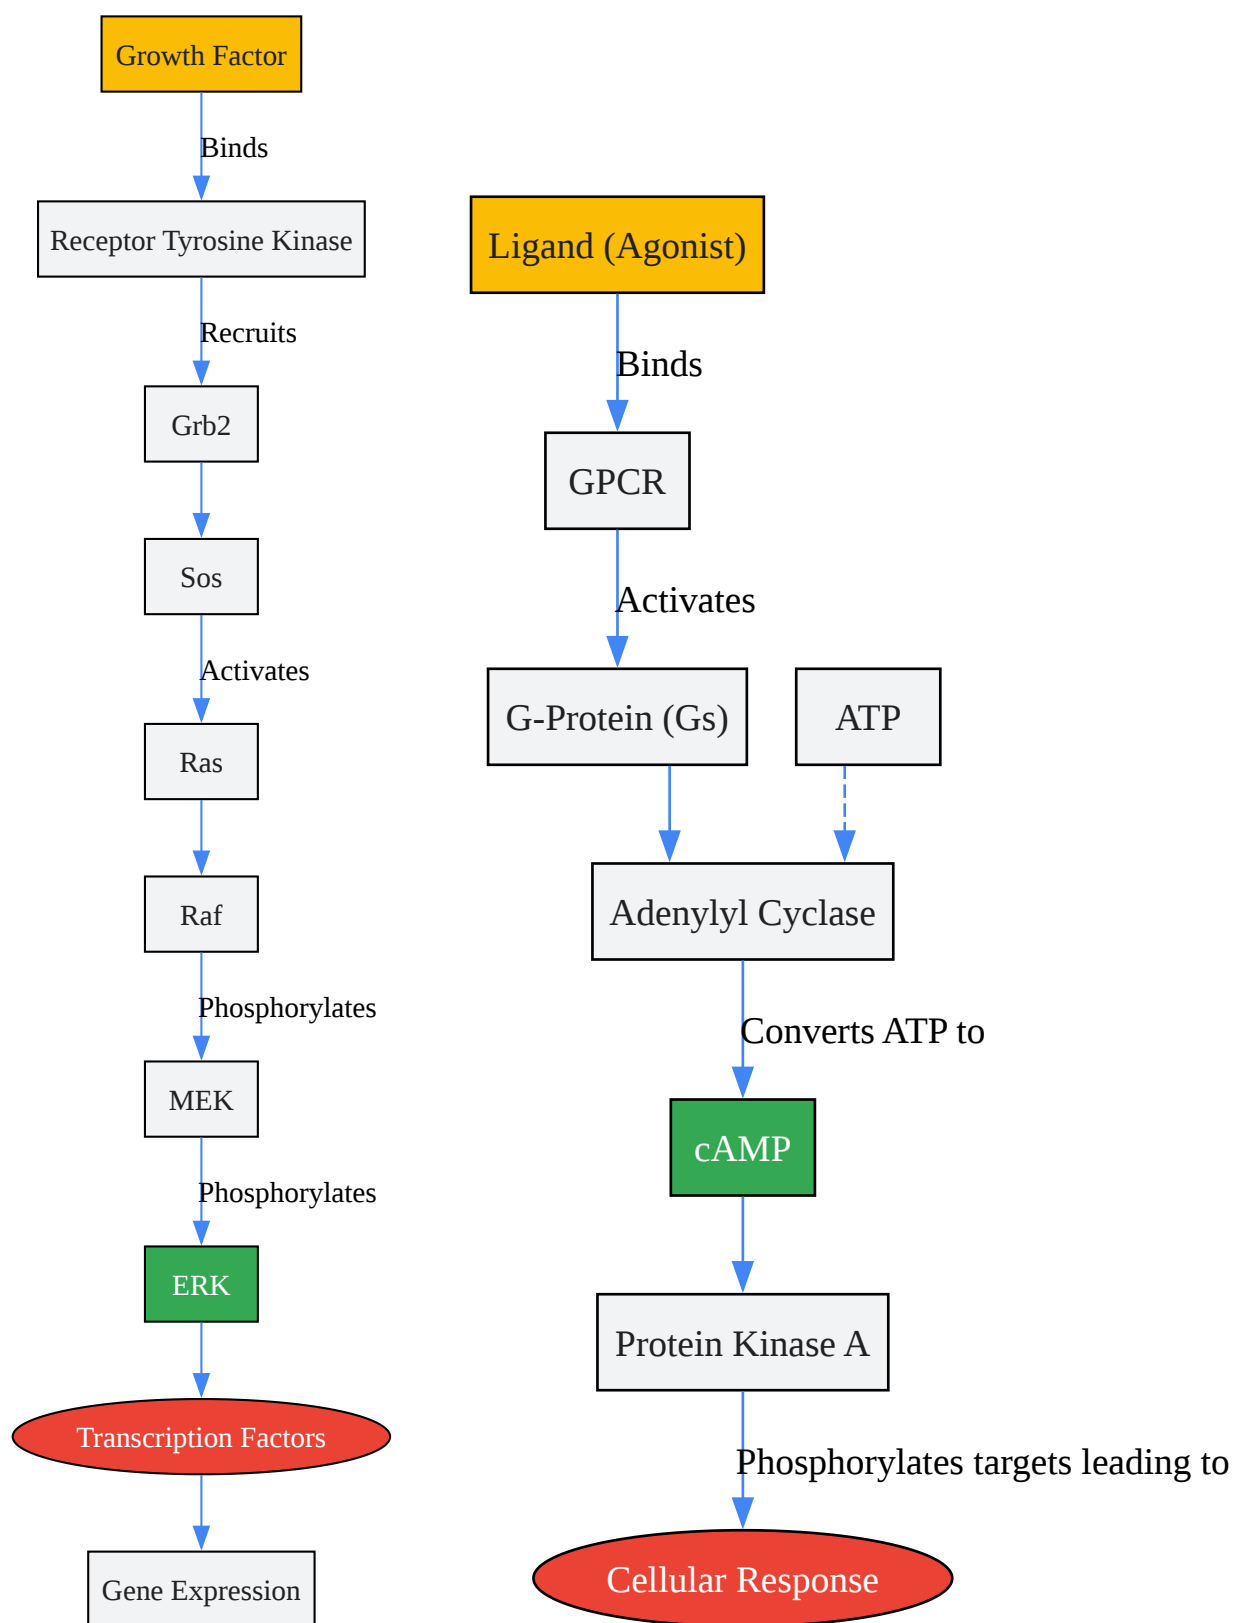 Growth Factor
Binds
Receptor Tyrosine Kinase
Recruits
Grb2
Sos
Activates
Ras
Raf
Phosphorylates
MEK
Phosphorylates
ERK
Transcription Factors
Gene Expression
Ligand (Agonist)
Binds
GPCR
Activates
G-Protein (Gs)
ATP
Adenylyl Cyclase
Converts ATP to
cAMP
Protein Kinase A
Phosphorylates targets leading to
Cellular Response